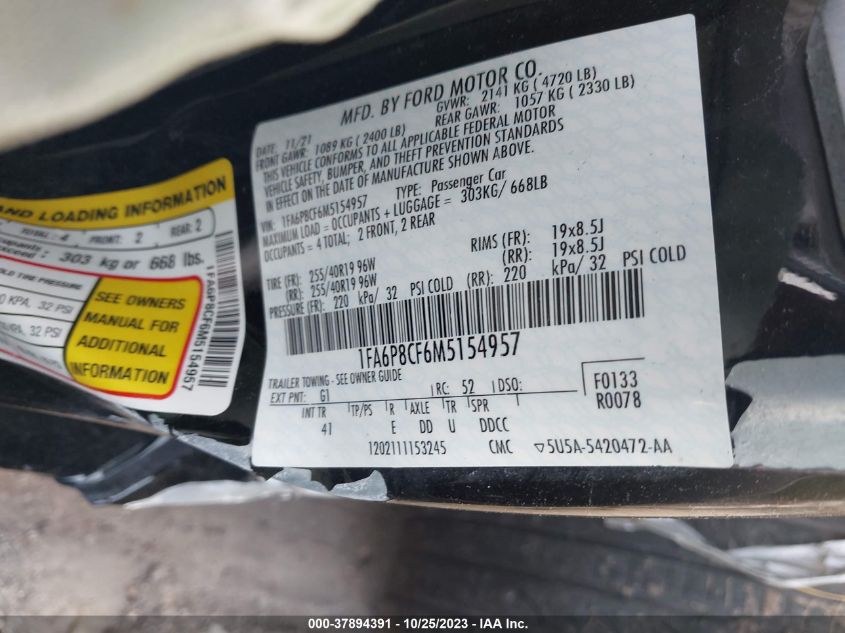 MFD. BY FORD MOTOR CO.
DATE: 11/21 GVWR: 2141 KG ( 4720 LB)
FRONT GAWR: 1089 KG ( 2400 LB) REAR GAWR: 1057 KG ( 2330 LB)
THIS VEHICLE CONFORMS TO ALL APPLICABLE FEDERAL MOTOR
VEHICLE SAFETY, BUMPER, AND THEFT PREVENTION STANDARDS
IN EFFECT ON THE DATE OF MANUFACTURE SHOWN ABOVE.
VIN: 1FA6P8CF6M5154957 TYPE: Passenger Car
MAXIMUM LOAD = OCCUPANTS + LUGGAGE = 303KG/ 668LB
OCCUPANTS = 4 TOTAL; 2 FRONT, 2 REAR
TIRE (FR): 255/40R19 96W RIMS (FR): 19x8.5J
(RR): 255/40R19 96W (RR): 19x8.5J
PRESSURE (FR): 220 kPa/ 32 PSI COLD (RR): 220 kPa/ 32 PSI COLD
1FA6P8CF6M5154957
TRAILER TOWING - SEE OWNER GUIDE
EXT PNT: G1 RC: 52 DSO: F0133
INT TR TP/PS R AXLE TR SPR R0078
41 E DD U DDCC
1202111153245 CMC ▽5U5A-5420472-AA
AND LOADING INFORMATION
TOTAL: 4 FRONT: 2 REAR: 2
exceed: 303 kg or 668 lbs.
COLD TIRE PRESSURE
KPA, 32 PSI
32 PSI
SEE OWNERS
MANUAL FOR
ADDITIONAL
INFORMATION
1FA6P8CF6M5154957
000-37894391 - 10/25/2023 - IAA Inc.